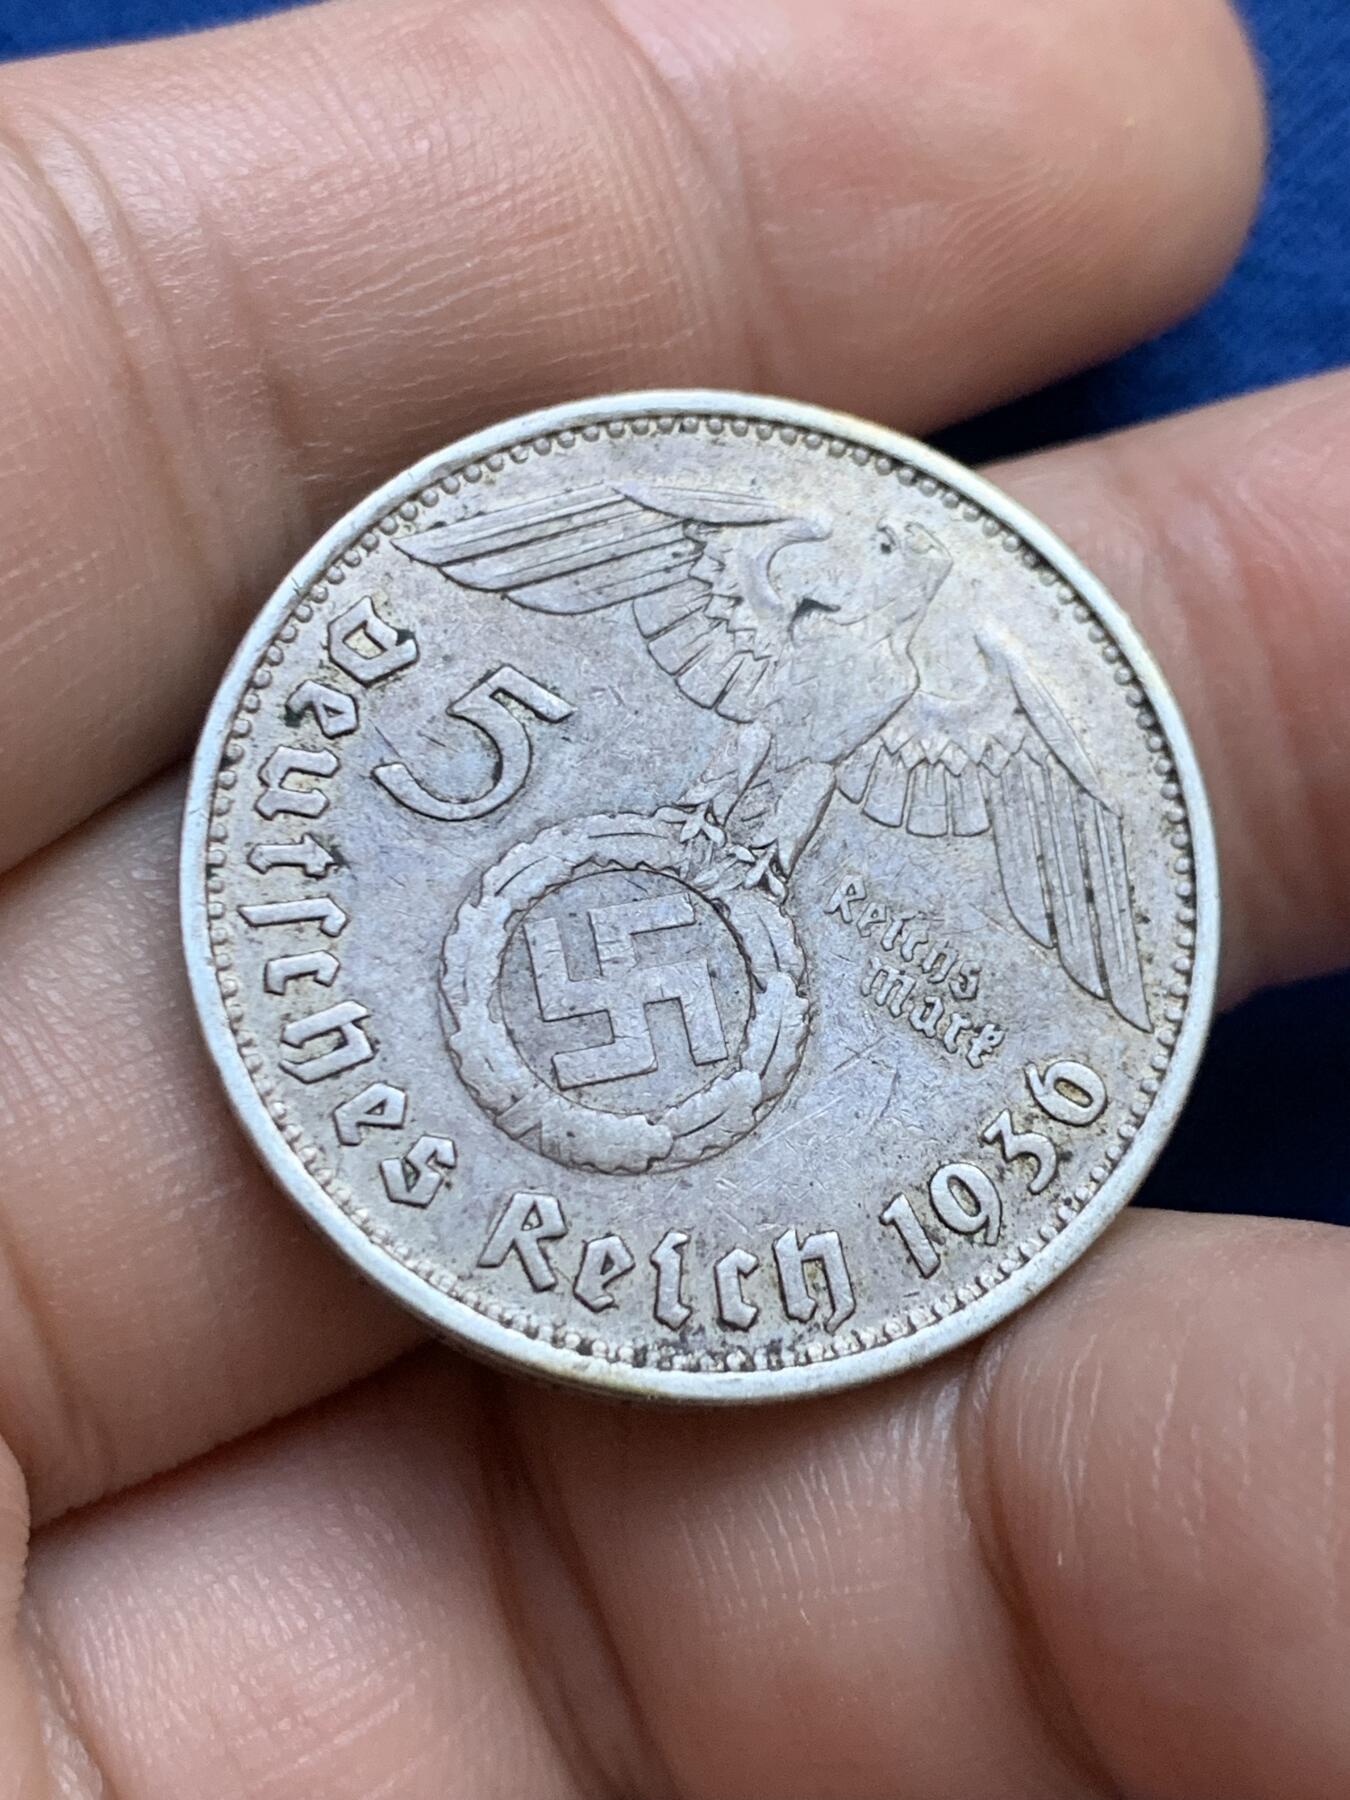 Deutſches Reich 1936
5
Reichs
mark